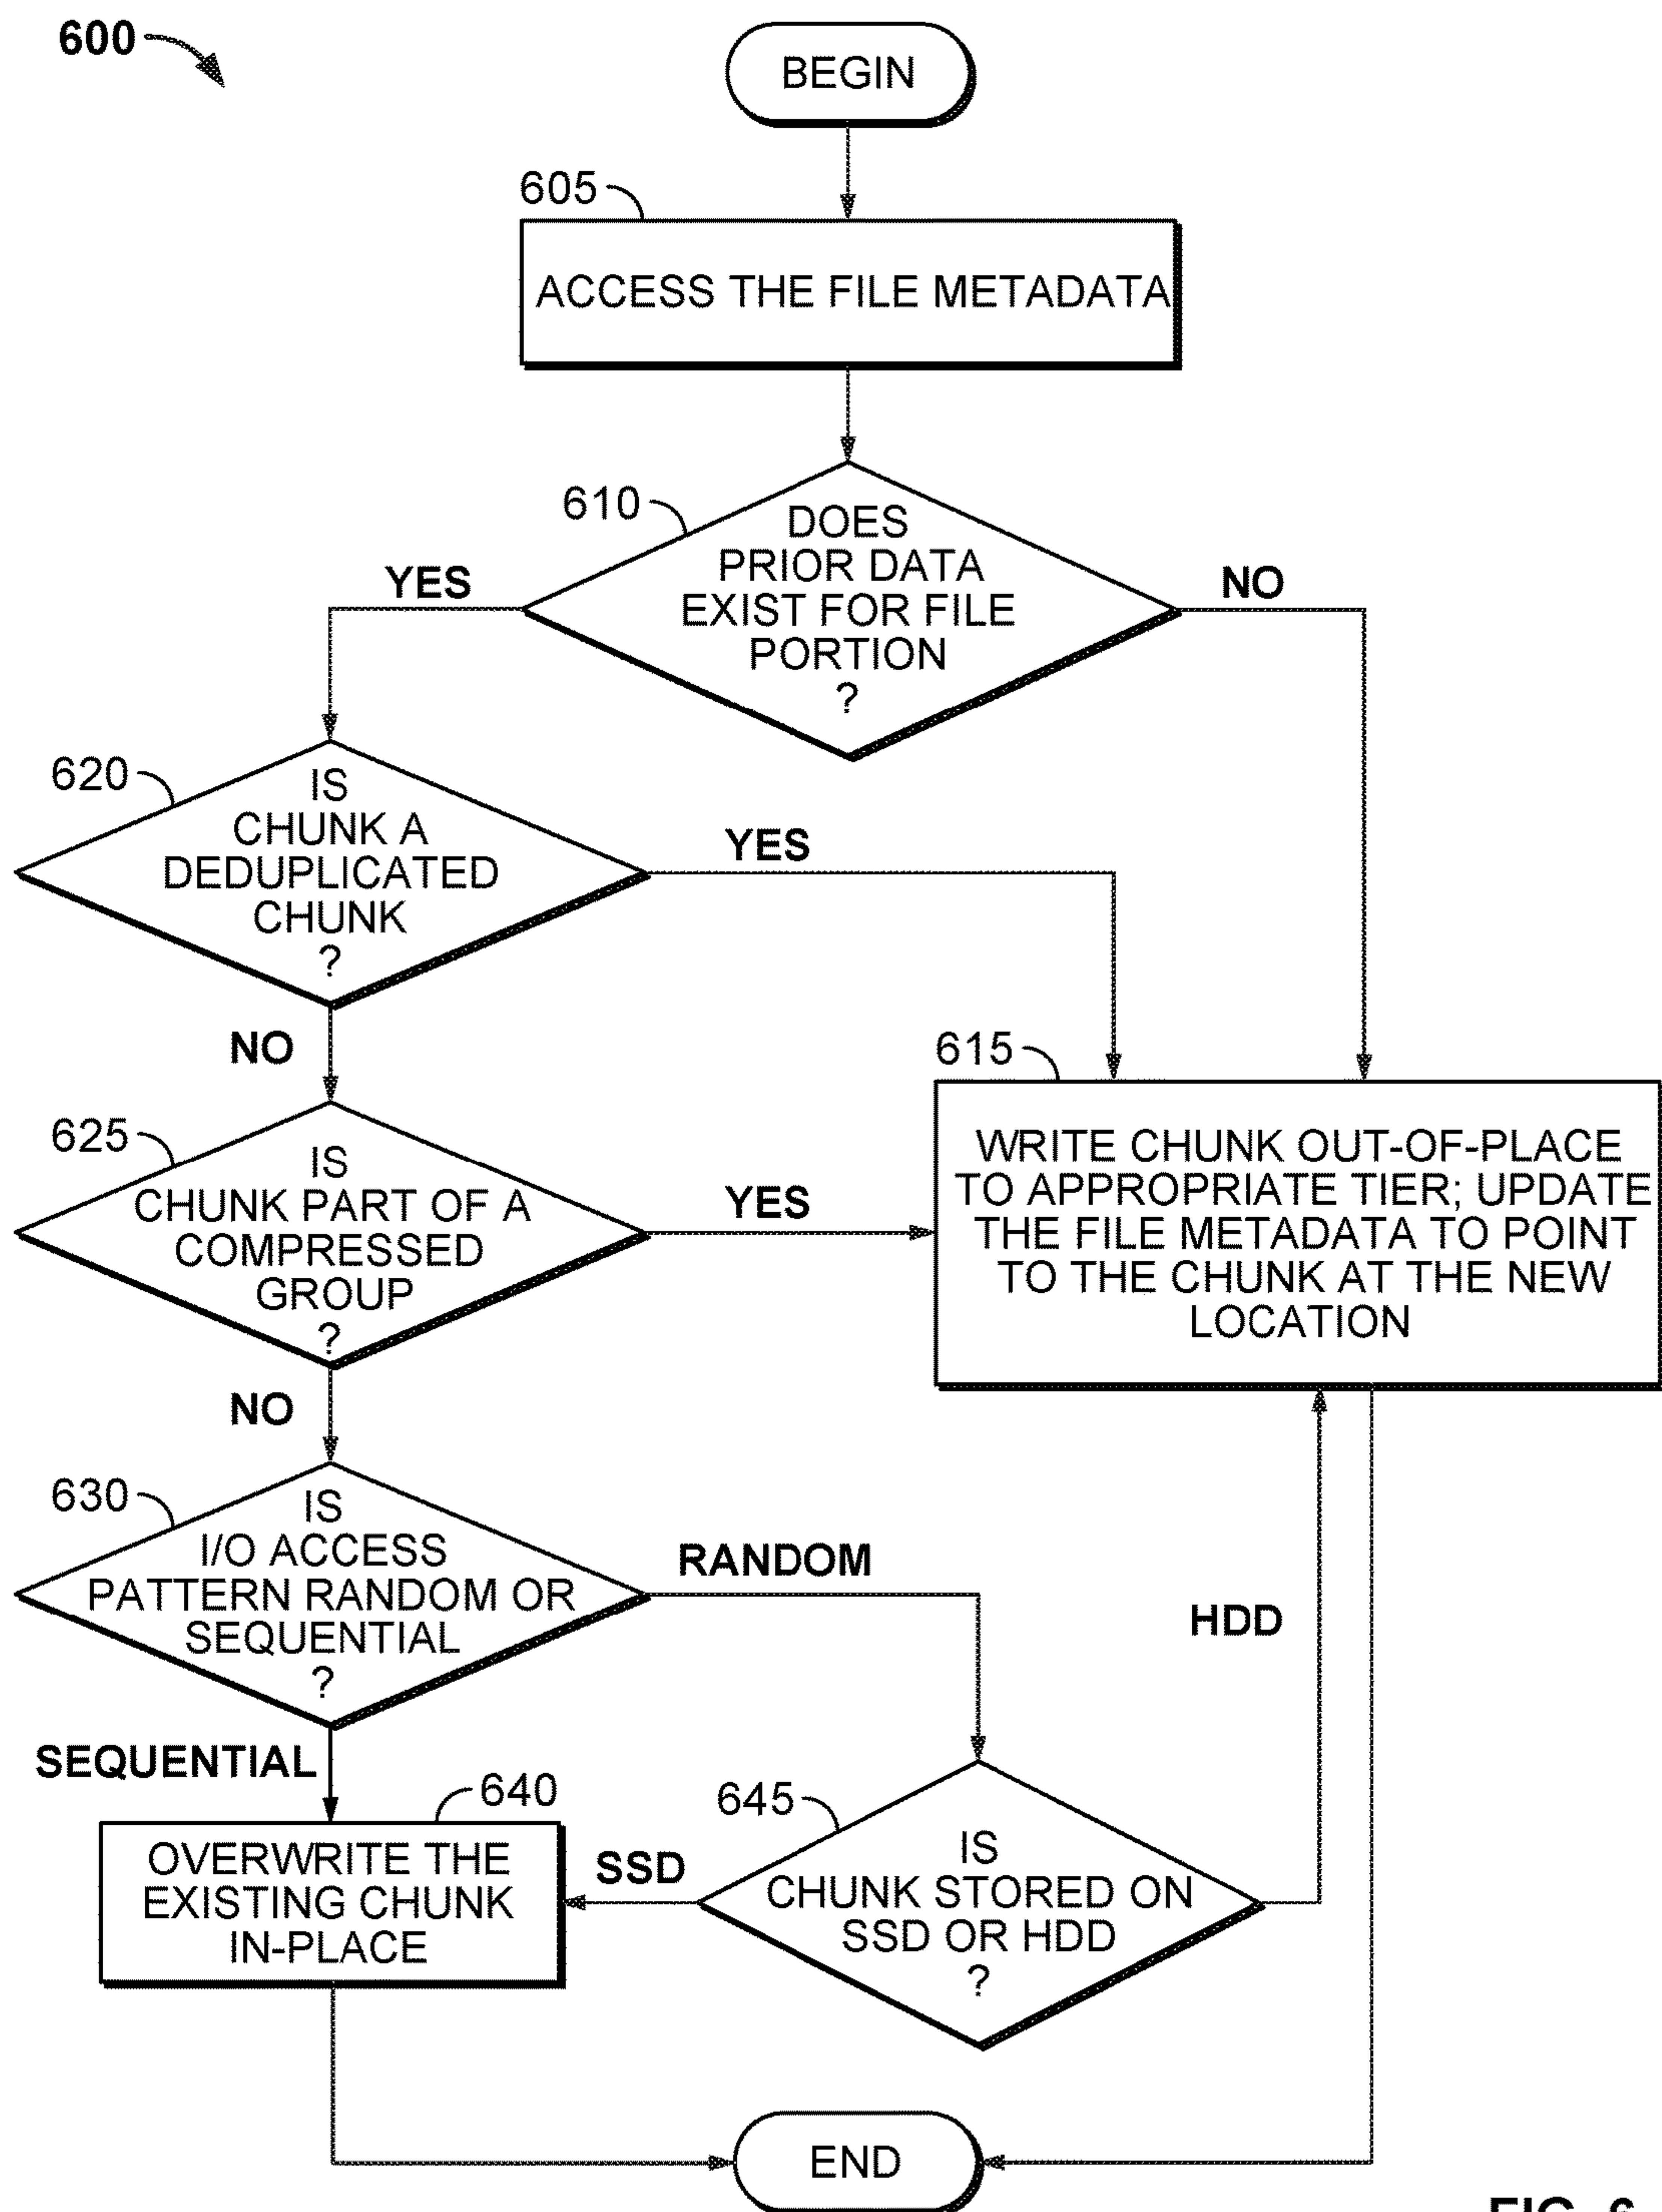 600
BEGIN
605
ACCESS THE FILE METADATA
610
DOES
PRIOR DATA
EXIST FOR FILE
PORTION
?
YES
NO
620
IS
CHUNK A
DEDUPLICATED
CHUNK
?
YES
NO
615
WRITE CHUNK OUT-OF-PLACE
TO APPROPRIATE TIER; UPDATE
THE FILE METADATA TO POINT
TO THE CHUNK AT THE NEW
LOCATION
625
IS
CHUNK PART OF A
COMPRESSED
GROUP
?
YES
NO
630
IS
I/O ACCESS
PATTERN RANDOM OR
SEQUENTIAL
?
RANDOM
HDD
SEQUENTIAL
640
OVERWRITE THE
EXISTING CHUNK
IN-PLACE
SSD
645
IS
CHUNK STORED ON
SSD OR HDD
?
END
FIG. 6